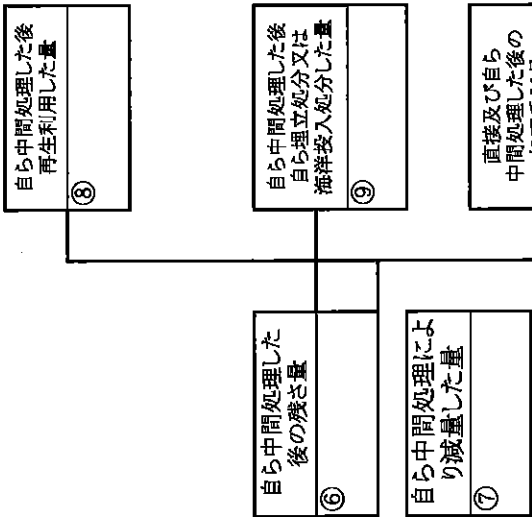 自ら中間処理した後
再生利用した量
⑧
自ら中間処理した後
自ら埋立処分又は
海洋投入処分した量
⑨
直接及び自ら
中間処理した後の
自ら中間処理した
後の残さ量
⑥
自ら中間処理によ
り減量した量
⑦